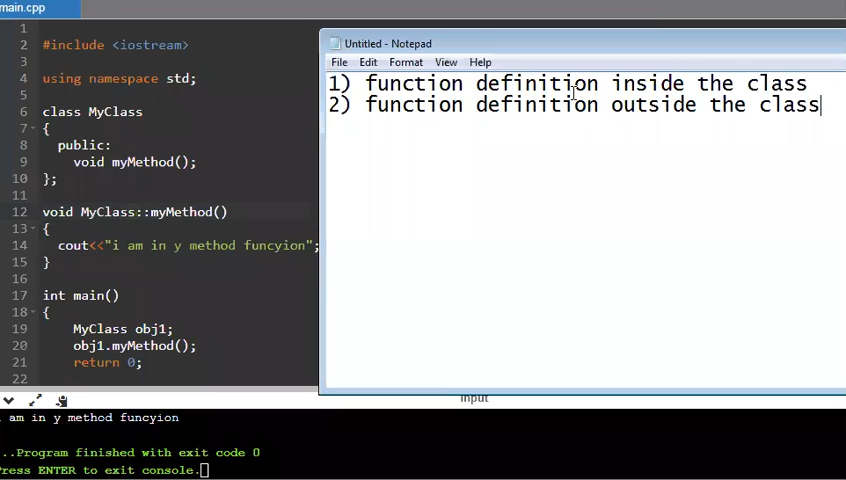 main.cpp
1
2 #include <iostream>
3
4 using namespace std;
5
6 class MyClass
7 {
8 public:
9 void myMethod();
10 };
11
12 void MyClass::myMethod()
13 {
14 cout<<"i am in y method funcyion";
15 }
16
17 int main()
18 {
19 MyClass obj1;
20 obj1.myMethod();
21 return 0;
22
Untitled - Notepad
File Edit Format View Help
1) function definition inside the class
2) function definition outside the class
input
i am in y method funcyion
...Program finished with exit code 0
Press ENTER to exit console.